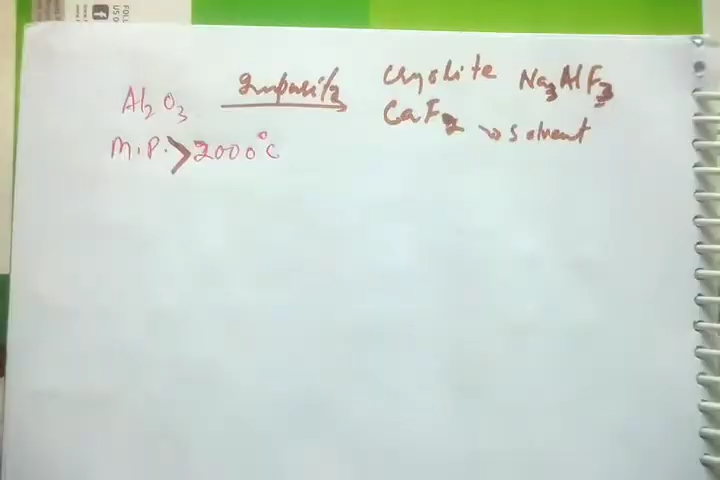 Al2O3 Impurity cryolite Na3AlF3
CaF2 → solvent
M.P. > 2000°C